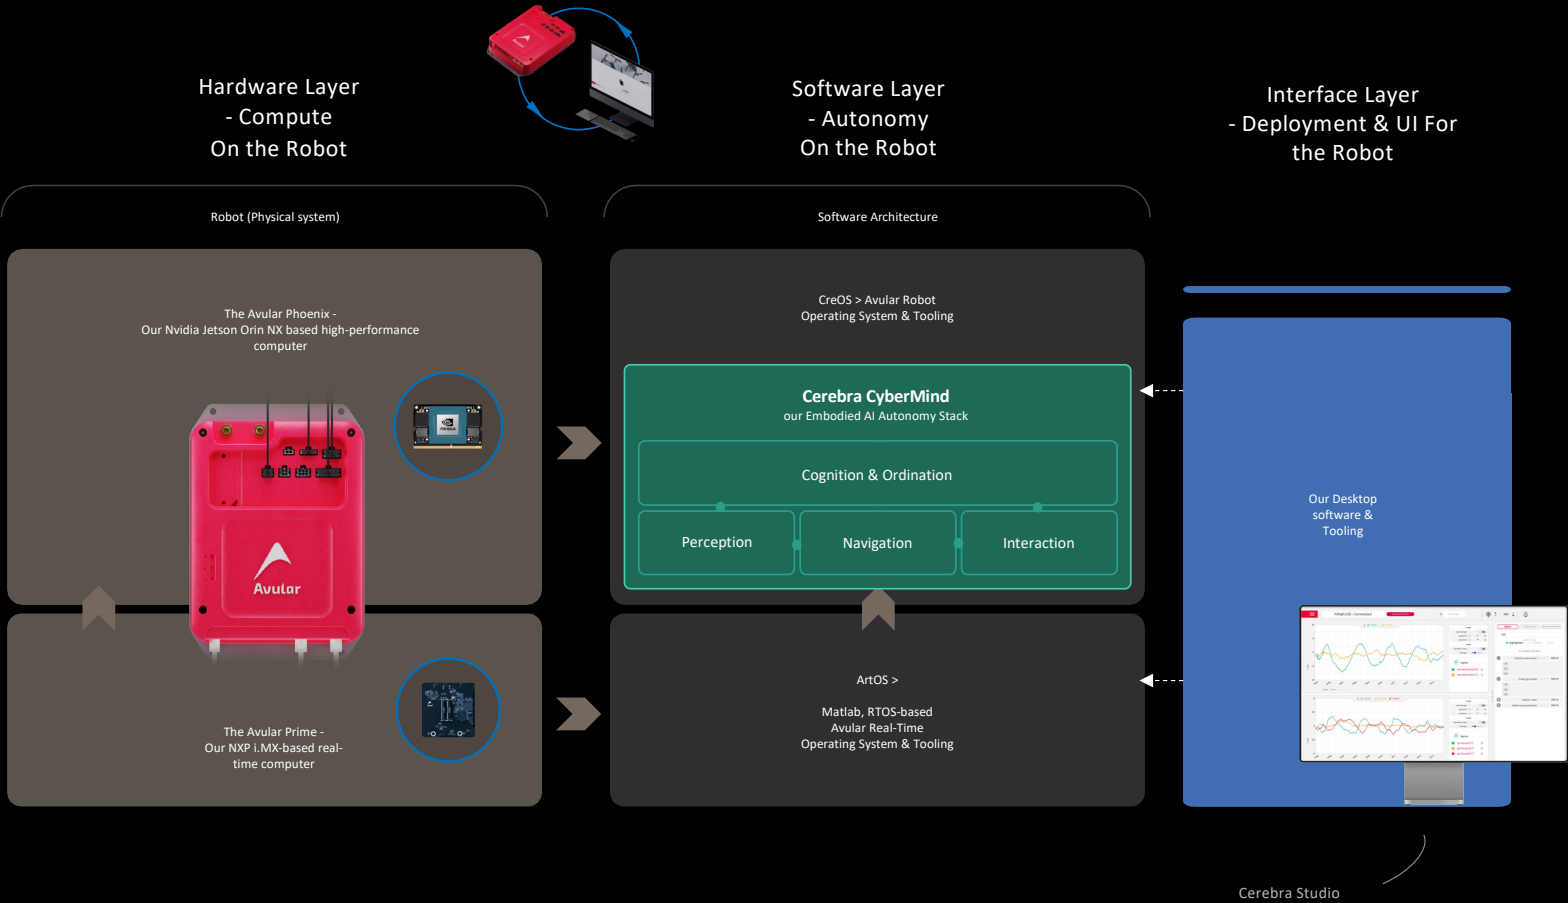 Hardware Layer
- Compute
On the Robot
Software Layer
- Autonomy
On the Robot
Interface Layer
- Deployment & UI For
the Robot
Robot (Physical system)
Software Architecture
The Avular Phoenix -
Our Nvidia Jetson Orin NX based high-performance
computer
NVIDIA
Avular
The Avular Prime -
Our NXP i.MX-based real-
time computer
CreOS > Avular Robot
Operating System & Tooling
Cerebra CyberMind
our Embodied AI Autonomy Stack
Cognition & Ordination
Perception
Navigation
Interaction
ArtOS >
Matlab, RTOS-based
Avular Real-Time
Operating System & Tooling
Our Desktop
software &
Tooling
Cerebra Studio